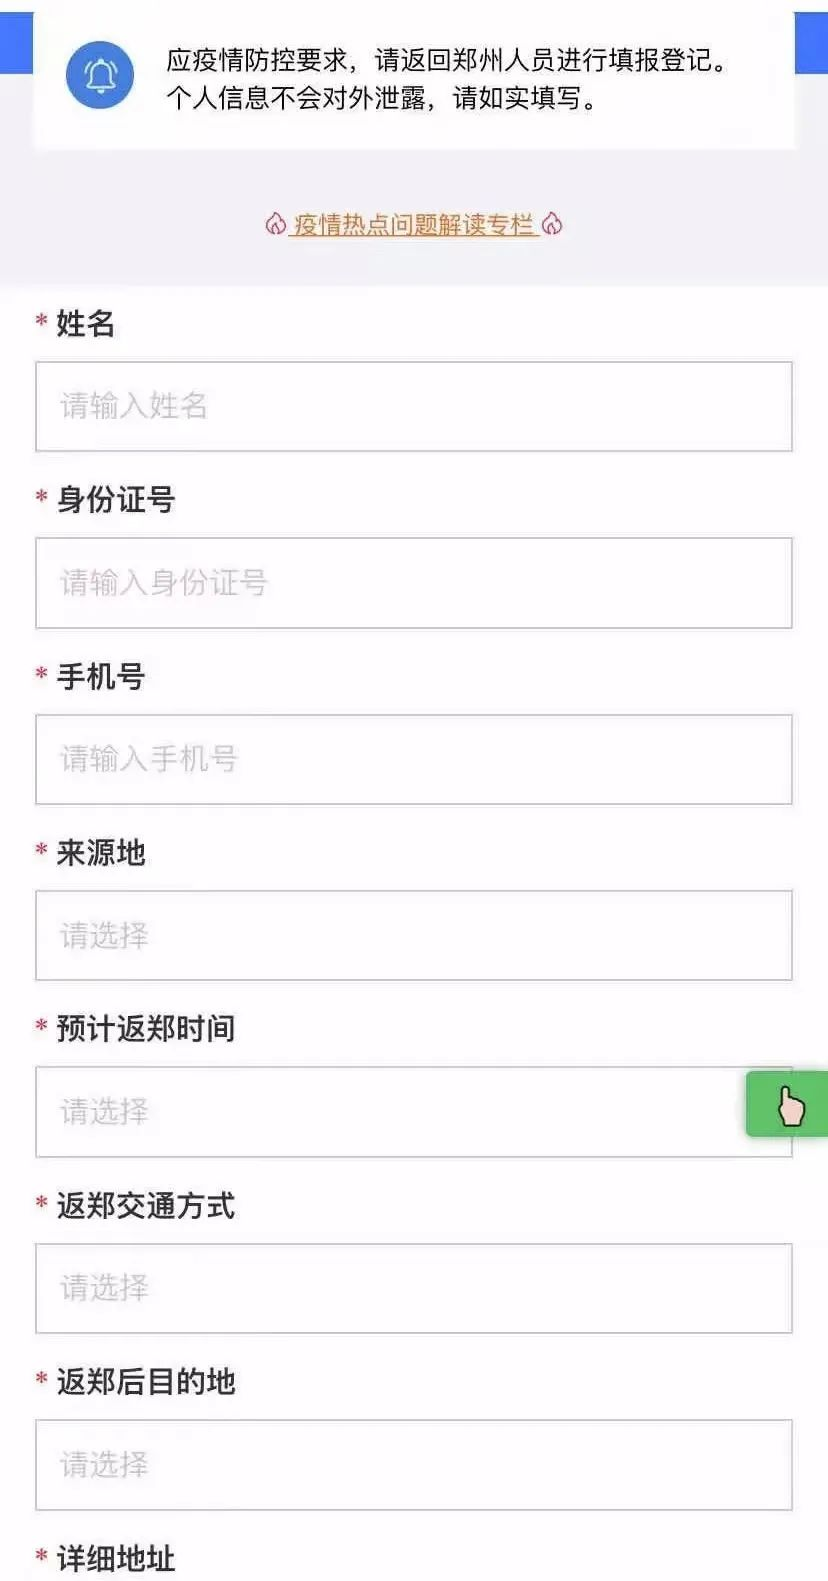 应疫情防控要求，请返回郑州人员进行填报登记。
个人信息不会对外泄露，请如实填写。
疫情热点问题解读专栏
* 姓名
请输入姓名
* 身份证号
请输入身份证号
* 手机号
请输入手机号
* 来源地
请选择
* 预计返郑时间
请选择
* 返郑交通方式
请选择
* 返郑后目的地
请选择
* 详细地址